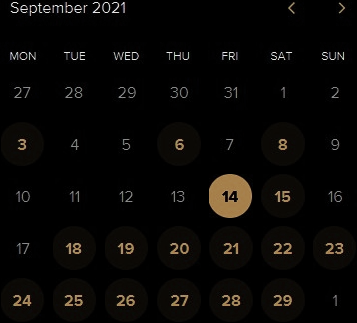 September 2021
MON TUE WED THU FRI SAT SUN
27 28 29 30 31 1 2
3 4 5 6 7 8 9
10 11 12 13 14 15 16
17 18 19 20 21 22 23
24 25 26 27 28 29 1